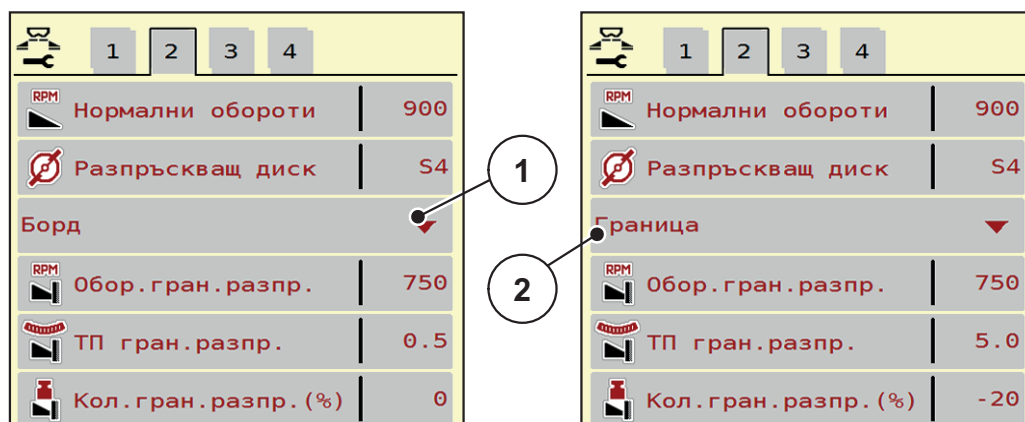 1 2 3 4
RPM
Нормални обороти 900
Разпръскващ диск S4
Борд
RPM
Обор.гран.разпр. 750
ТП гран.разпр. 0.5
Кол.гран.разпр.(%) 0
1
2
1 2 3 4
RPM
Нормални обороти 900
Разпръскващ диск S4
Граница
RPM
Обор.гран.разпр. 750
ТП гран.разпр. 5.0
Кол.гран.разпр.(%) -20